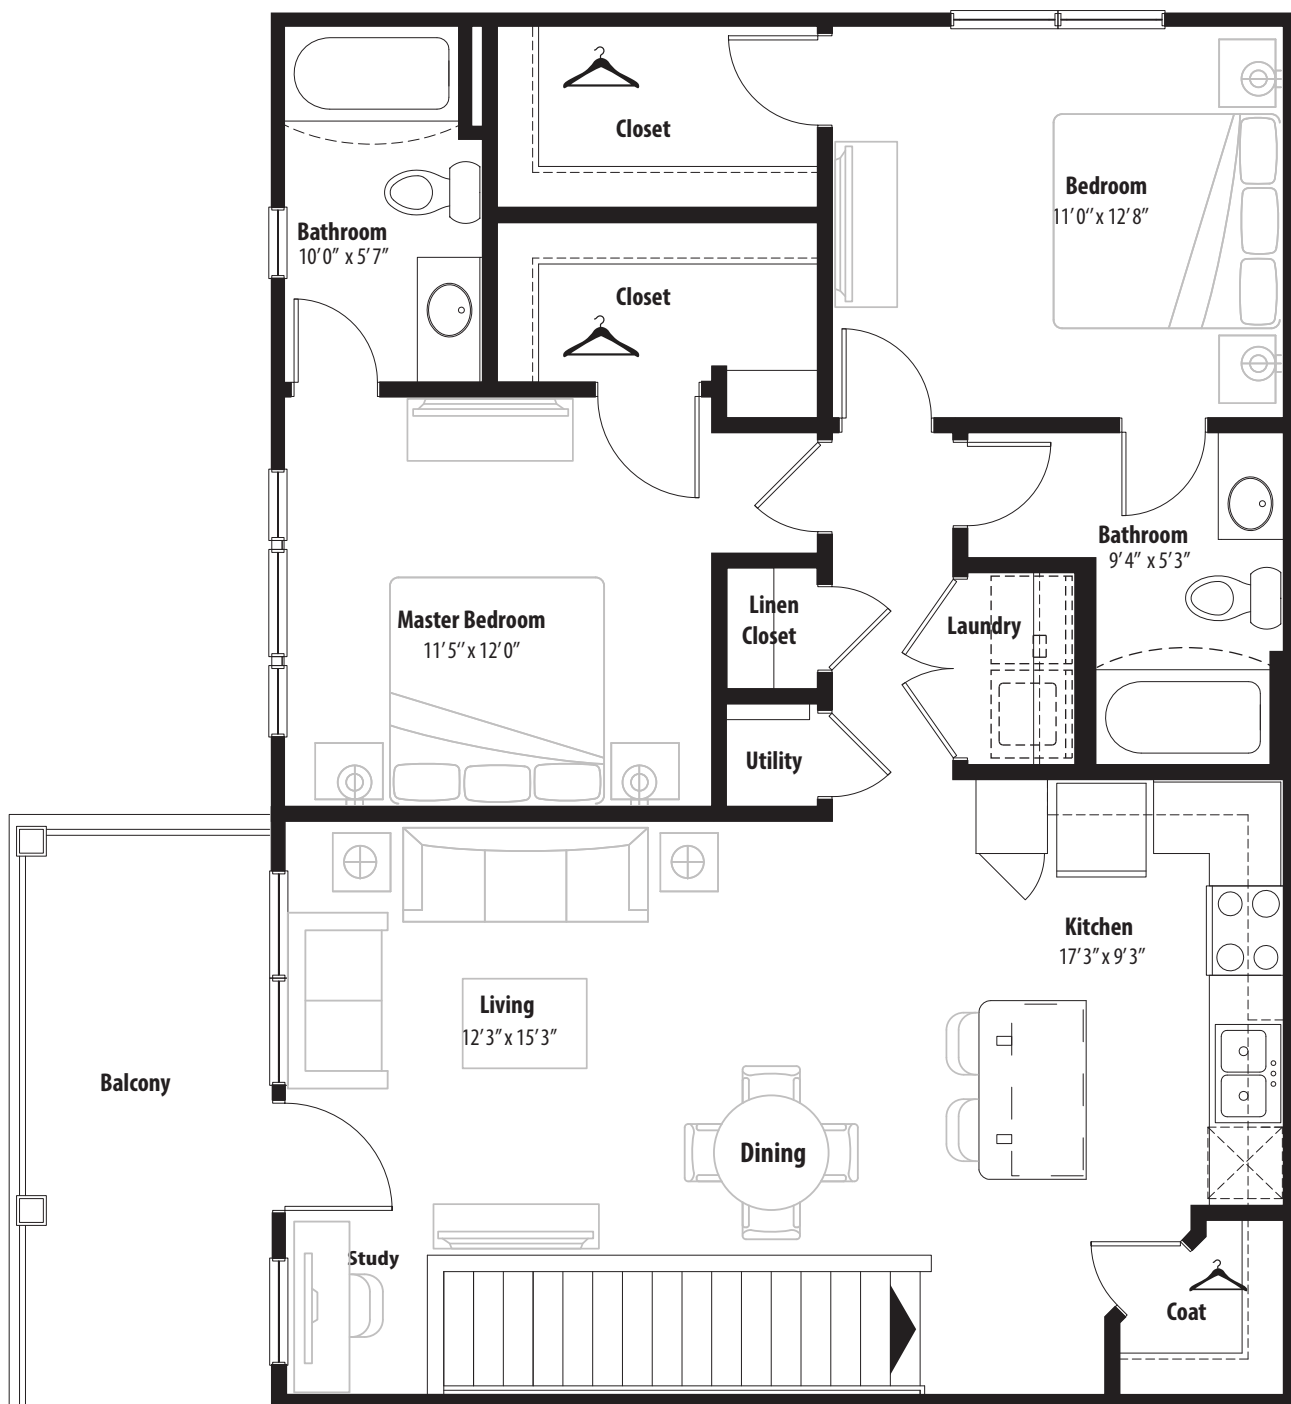 Closet
Bedroom
11'0" x 12'8"
Bathroom
10'0" x 5'7"
Closet
Bathroom
9'4" x 5'3"
Linen
Closet
Laundry
Master Bedroom
11'5" x 12'0"
Utility
Kitchen
17'3" x 9'3"
Living
12'3" x 15'3"
Balcony
Dining
Study
Coat